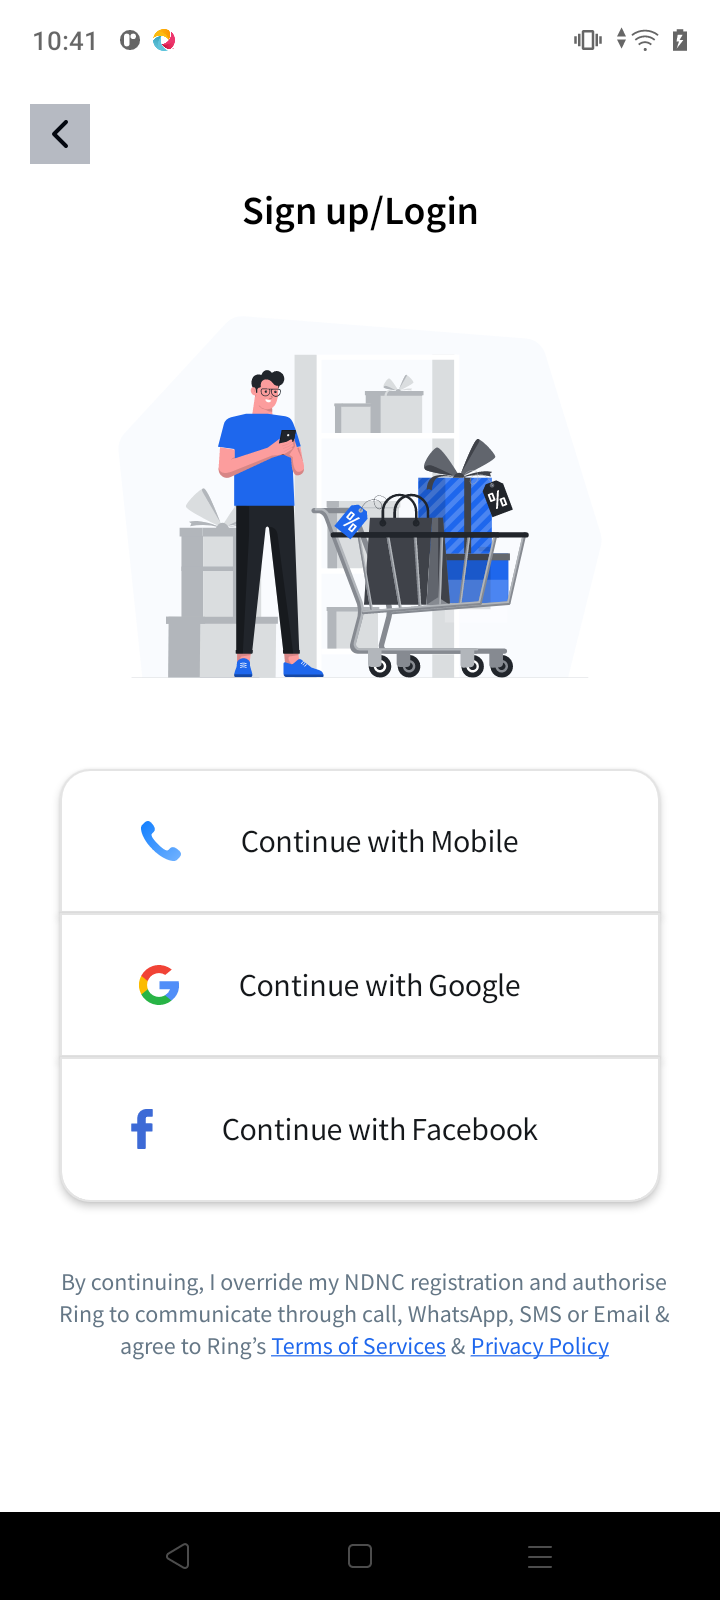 10:41
Sign up/Login
%
%
Continue with Mobile
Continue with Google
Continue with Facebook
By continuing, I override my NDNC registration and authorise
Ring to communicate through call, WhatsApp, SMS or Email &
agree to Ring’s Terms of Services & Privacy Policy